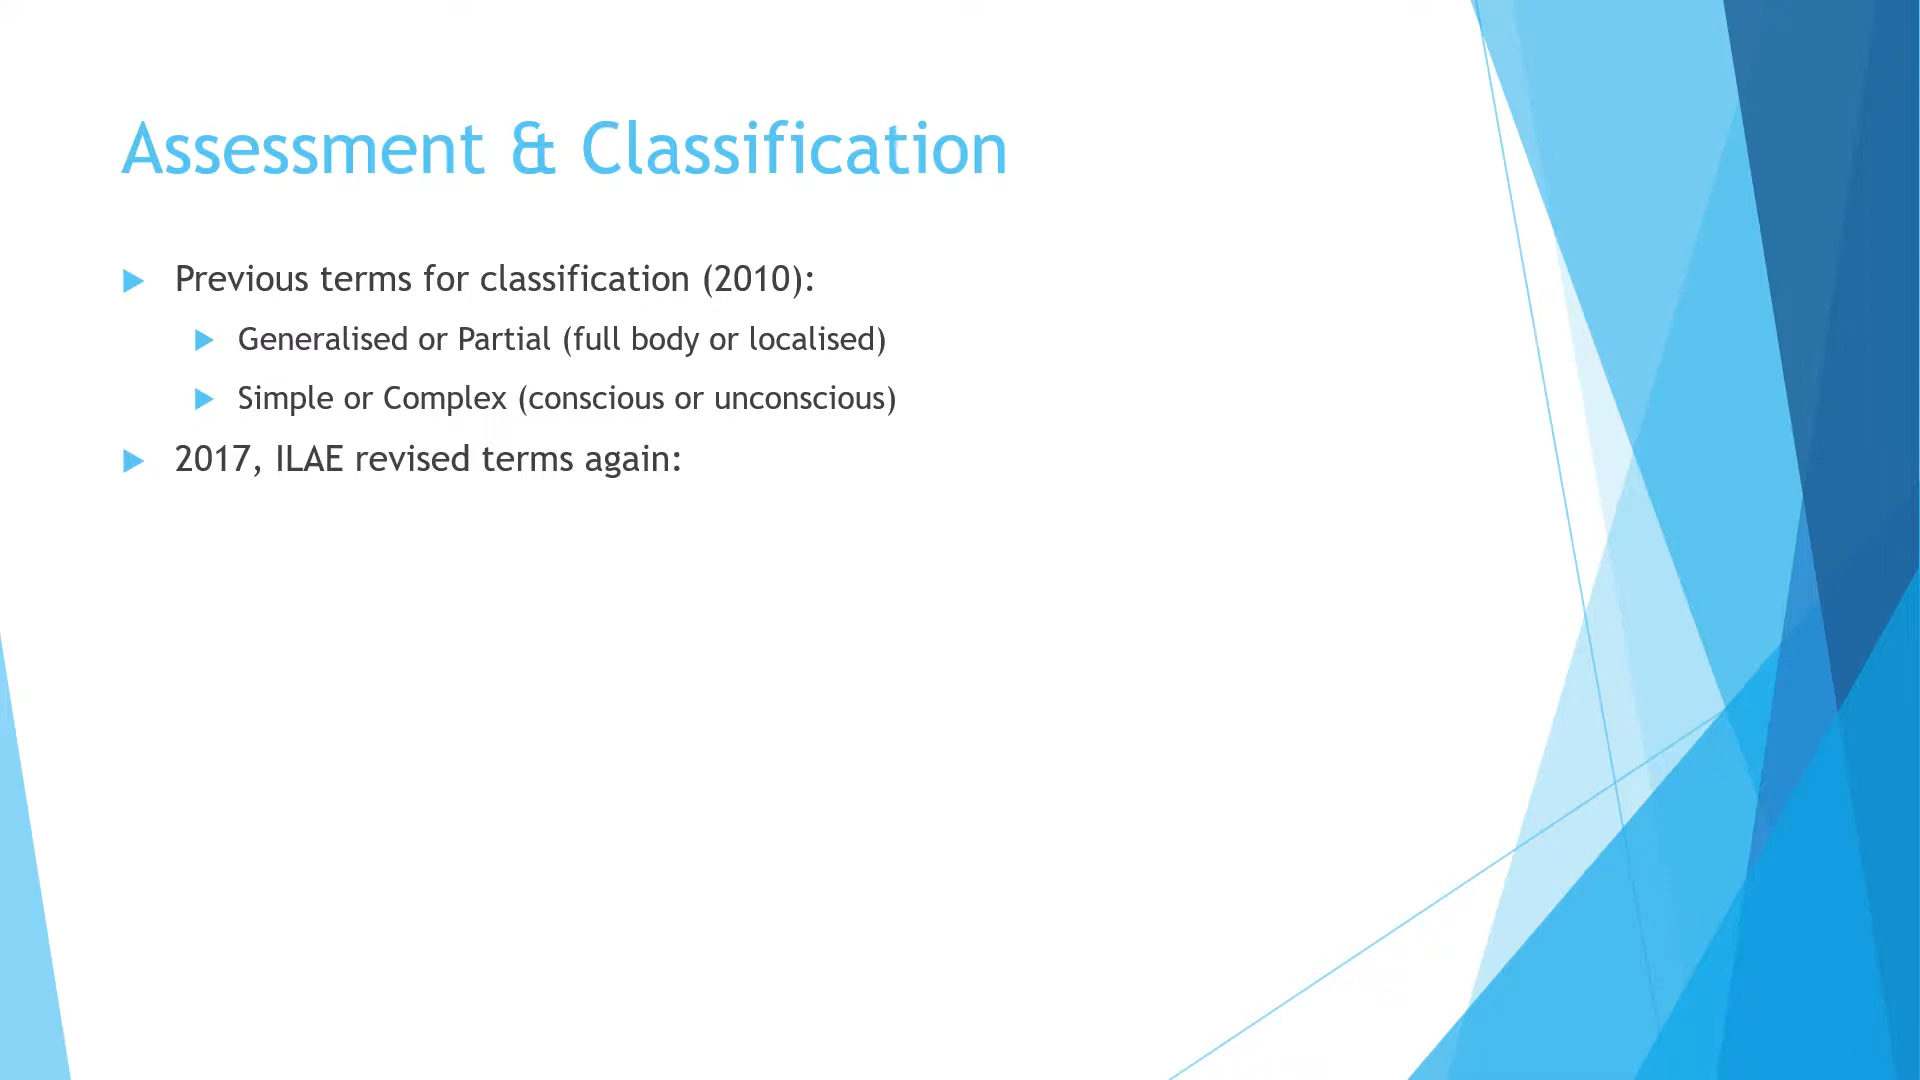 Assessment & Classification
Previous terms for classification (2010):
Generalised or Partial (full body or localised)
Simple or Complex (conscious or unconscious)
2017, ILAE revised terms again: